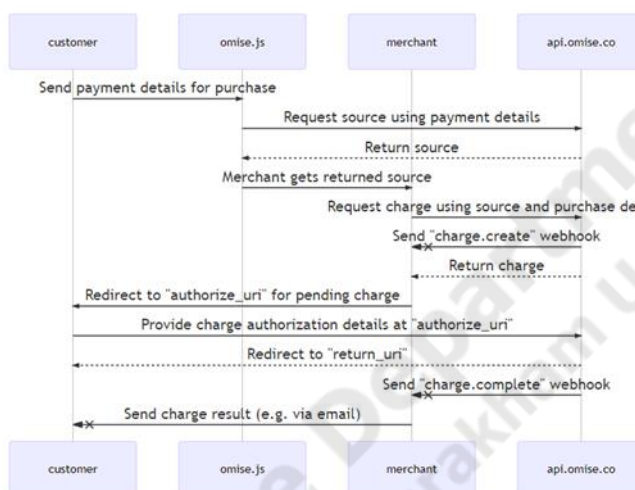 customer omise.js merchant api.omise.co
Send payment details for purchase
Request source using payment details
Return source
Merchant gets returned source
Request charge using source and purchase de
Send "charge.create" webhook
Return charge
Redirect to "authorize_uri" for pending charge
Provide charge authorization details at "authorize_uri"
Redirect to "return_uri"
Send "charge.complete" webhook
Send charge result (e.g. via email)
customer omise.js merchant api.omise.co